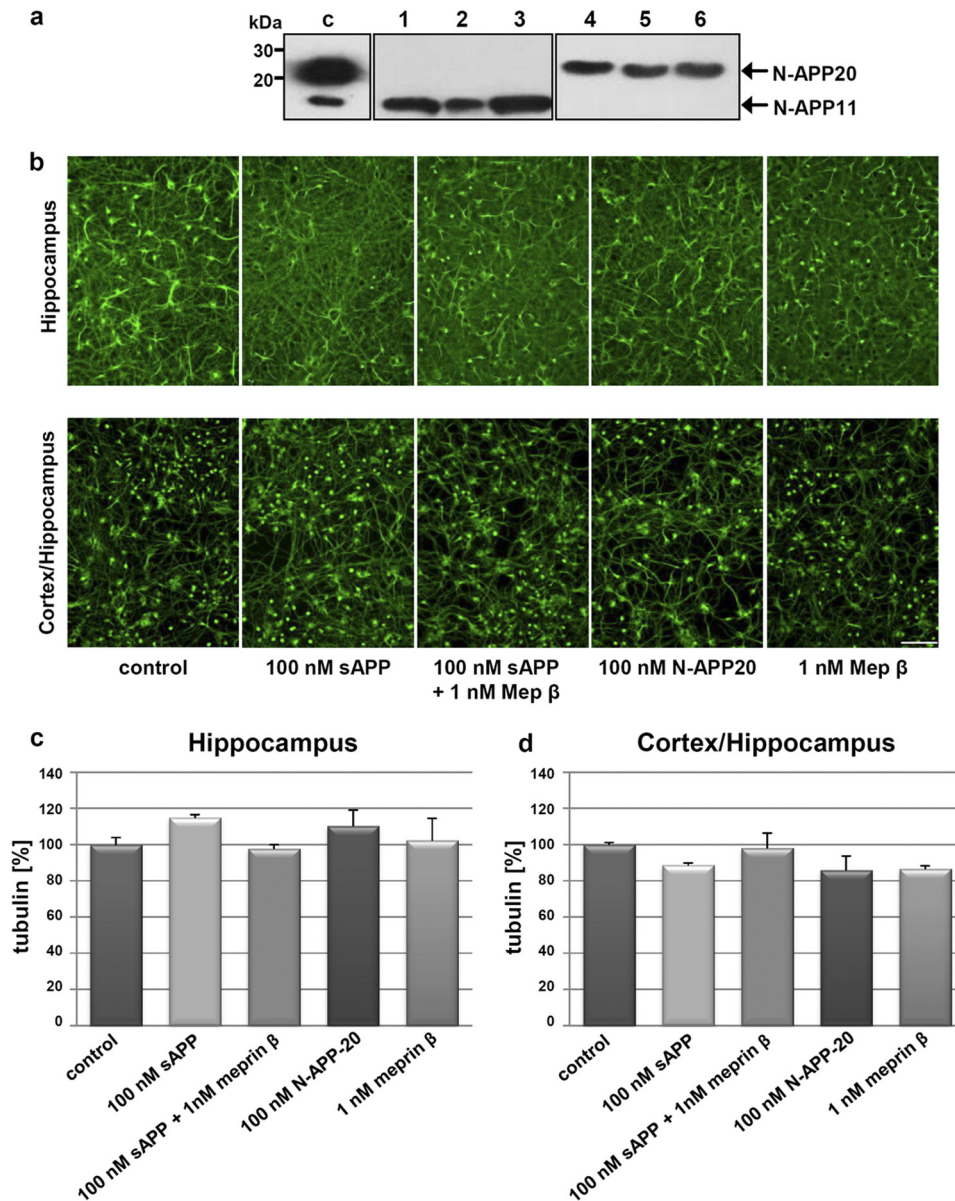 a
kDa c 1 2 3 4 5 6
30
20
N-APP20
N-APP11
b
Hippocampus
Cortex/Hippocampus
control
100 nM sAPP
100 nM sAPP
+ 1 nM Mep β
100 nM N-APP20
1 nM Mep β
c
Hippocampus
tubulin [%]
140
120
100
80
60
40
20
0
control
100 nM sAPP
100 nM sAPP + 1nM meprin β
100 nM N-APP-20
1 nM meprin β
d
Cortex/Hippocampus
tubulin [%]
140
120
100
80
60
40
20
0
control
100 nM sAPP
100 nM sAPP + 1nM meprin β
100 nM N-APP-20
1 nM meprin β